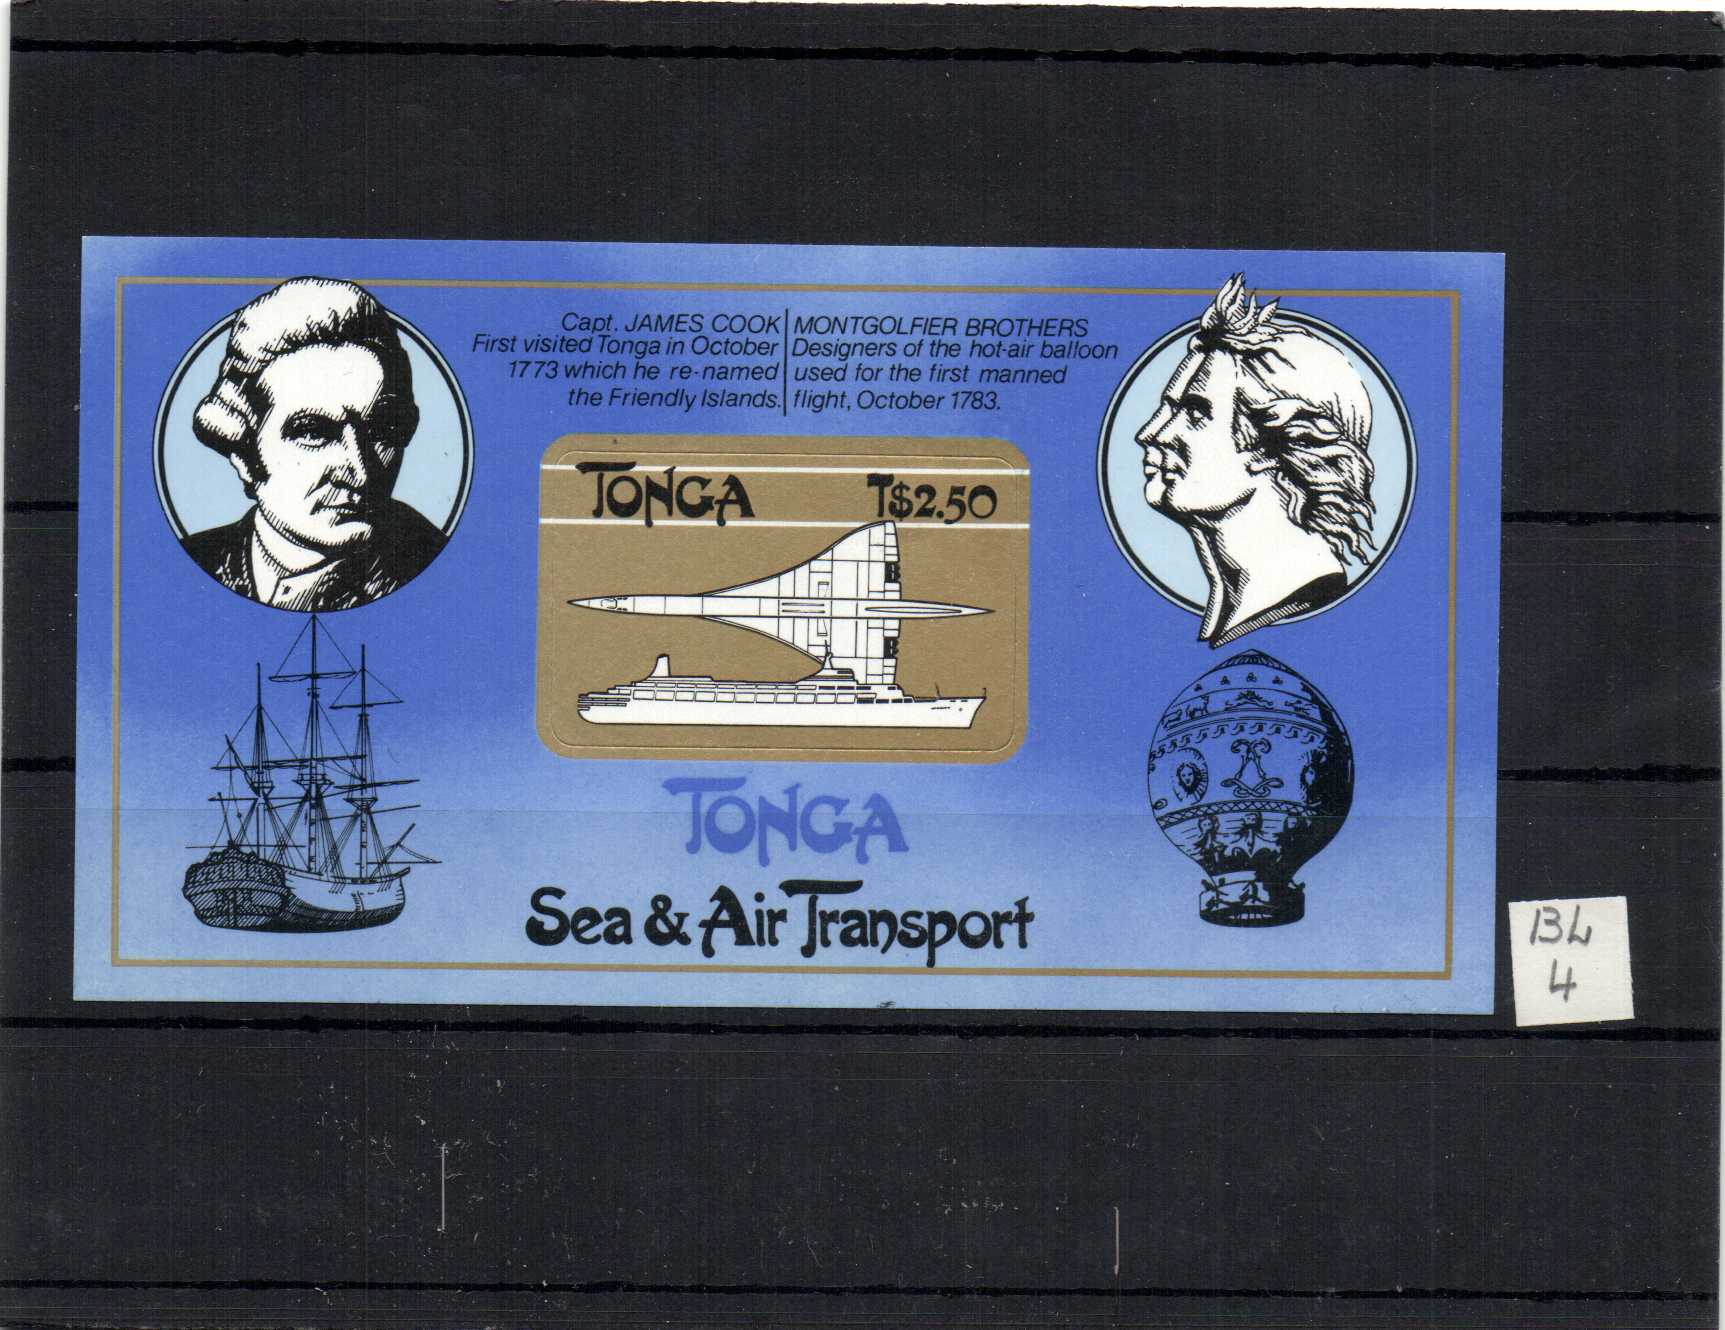 Capt. JAMES COOK
First visited Tonga in October
1773 which he re-named
the Friendly Islands.
MONTGOLFIER BROTHERS
Designers of the hot-air balloon
used for the first manned
flight, October 1783.
TONGA T$2.50
TONGA
Sea & Air Transport
BL
4